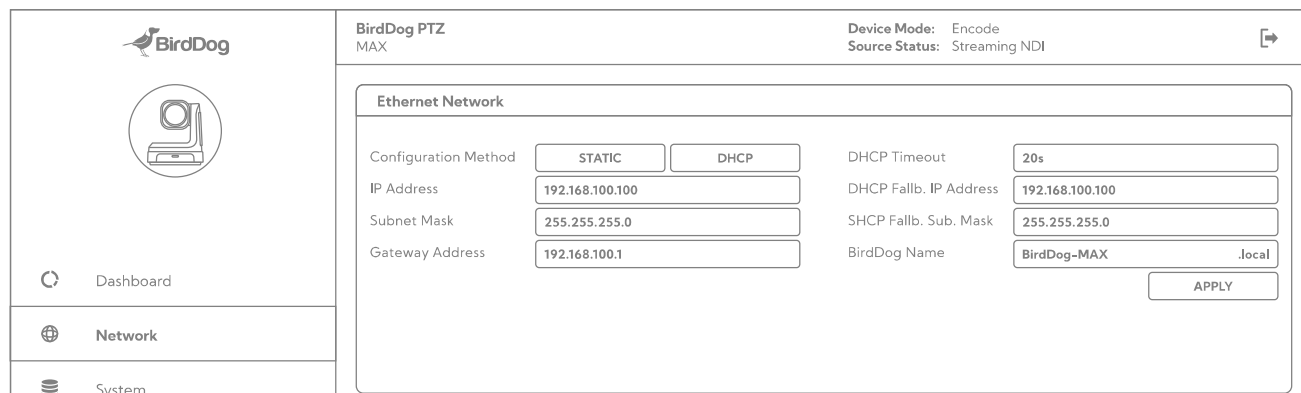 BirdDog
BirdDog PTZ
MAX
Device Mode: Encode
Source Status: Streaming NDI
Dashboard
Network
System
Ethernet Network
Configuration Method STATIC DHCP
IP Address 192.168.100.100
Subnet Mask 255.255.255.0
Gateway Address 192.168.100.1
DHCP Timeout 20s
DHCP Fallb. IP Address 192.168.100.100
SHCP Fallb. Sub. Mask 255.255.255.0
BirdDog Name BirdDog-MAX .local
APPLY